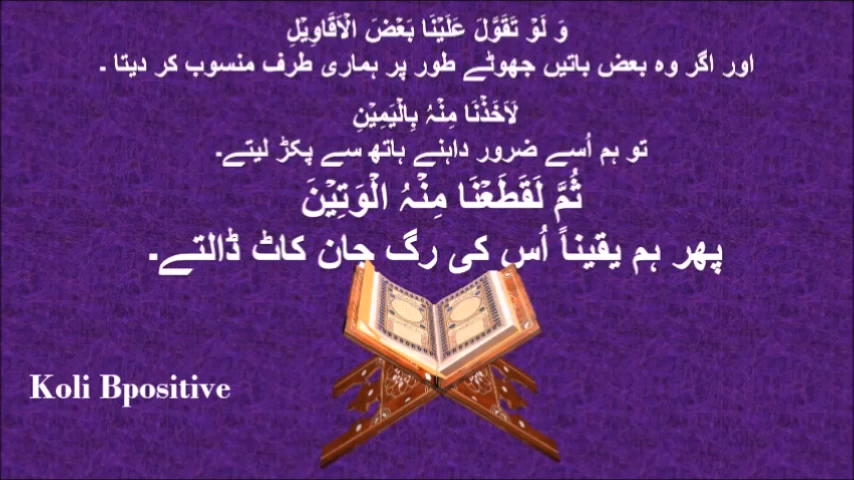 وَ لَوۡ تَقَوَّلَ عَلَیۡنَا بَعۡضَ الۡاَقَاوِیۡلِ
اور اگر وہ بعض باتیں جھوٹے طور پر ہماری طرف منسوب کر دیتا ۔
لَاَخَذۡنَا مِنۡہُ بِالۡیَمِیۡنِ
تو ہم اُسے ضرور داہنے ہاتھ سے پکڑ لیتے۔
ثُمَّ لَقَطَعۡنَا مِنۡہُ الۡوَتِیۡنَ
پھر ہم یقیناً اُس کی رگ جان کاٹ ڈالتے۔
Koli Bpositive